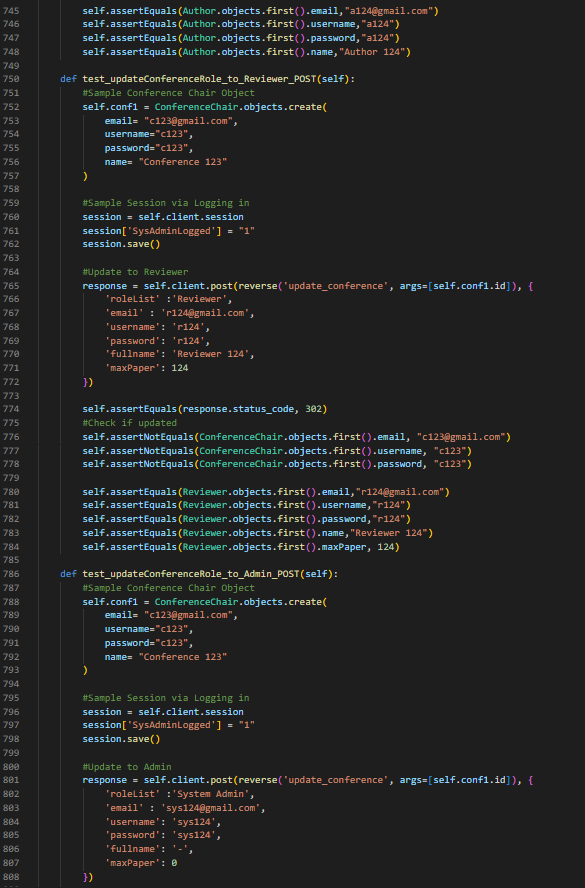 745 self.assertEquals(Author.objects.first().email,"a124@gmail.com")
746 self.assertEquals(Author.objects.first().username,"a124")
747 self.assertEquals(Author.objects.first().password,"a124")
748 self.assertEquals(Author.objects.first().name,"Author 124")
749
750 def test_updateConferenceRole_to_Reviewer_POST(self):
751 #Sample Conference Chair Object
752 self.conf1 = ConferenceChair.objects.create(
753 email= "c123@gmail.com",
754 username="c123",
755 password="c123",
756 name= "Conference 123"
757 )
758
759 #Sample Session via Logging in
760 session = self.client.session
761 session['SysAdminLogged'] = "1"
762 session.save()
763
764 #Update to Reviewer
765 response = self.client.post(reverse('update_conference', args=[self.conf1.id]), {
766 'roleList' :'Reviewer',
767 'email' : 'r124@gmail.com',
768 'username': 'r124',
769 'password': 'r124',
770 'fullname': 'Reviewer 124',
771 'maxPaper': 124
772 })
773
774 self.assertEquals(response.status_code, 302)
775 #Check if updated
776 self.assertNotEquals(ConferenceChair.objects.first().email, "c123@gmail.com")
777 self.assertNotEquals(ConferenceChair.objects.first().username, "c123")
778 self.assertNotEquals(ConferenceChair.objects.first().password, "c123")
779
780 self.assertEquals(Reviewer.objects.first().email,"r124@gmail.com")
781 self.assertEquals(Reviewer.objects.first().username,"r124")
782 self.assertEquals(Reviewer.objects.first().password,"r124")
783 self.assertEquals(Reviewer.objects.first().name,"Reviewer 124")
784 self.assertEquals(Reviewer.objects.first().maxPaper, 124)
785
786 def test_updateConferenceRole_to_Admin_POST(self):
787 #Sample Conference Chair Object
788 self.conf1 = ConferenceChair.objects.create(
789 email= "c123@gmail.com",
790 username="c123",
791 password="c123",
792 name= "Conference 123"
793 )
794
795 #Sample Session via Logging in
796 session = self.client.session
797 session['SysAdminLogged'] = "1"
798 session.save()
799
800 #Update to Admin
801 response = self.client.post(reverse('update_conference', args=[self.conf1.id]), {
802 'roleList' :'System Admin',
803 'email' : 'sys124@gmail.com',
804 'username': 'sys124',
805 'password': 'sys124',
806 'fullname': '-',
807 'maxPaper': 0
808 })